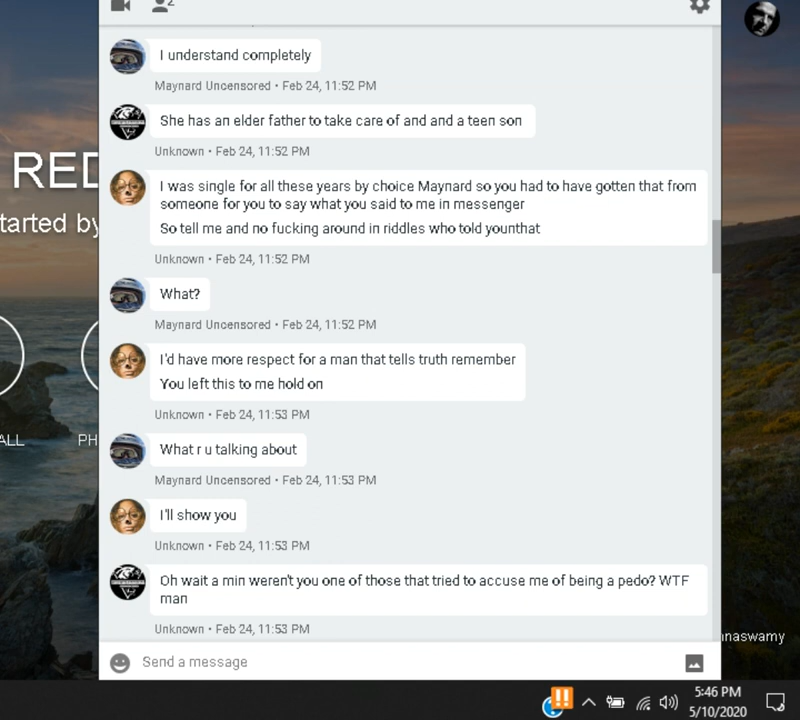 2
I understand completely
Maynard Uncensored • Feb 24, 11:52 PM
She has an elder father to take care of and and a teen son
Unknown • Feb 24, 11:52 PM
RED
tarted by
I was single for all these years by choice Maynard so you had to have gotten that from
someone for you to say what you said to me in messenger
So tell me and no fucking around in riddles who told younthat
Unknown • Feb 24, 11:52 PM
What?
Maynard Uncensored • Feb 24, 11:52 PM
I'd have more respect for a man that tells truth remember
You left this to me hold on
Unknown • Feb 24, 11:53 PM
ALL
PH
What r u talking about
Maynard Uncensored • Feb 24, 11:53 PM
I'll show you
Unknown • Feb 24, 11:53 PM
Oh wait a min weren't you one of those that tried to accuse me of being a pedo? WTF
man
Unknown • Feb 24, 11:53 PM
nnaswamy
Send a message
5:46 PM
5/10/2020